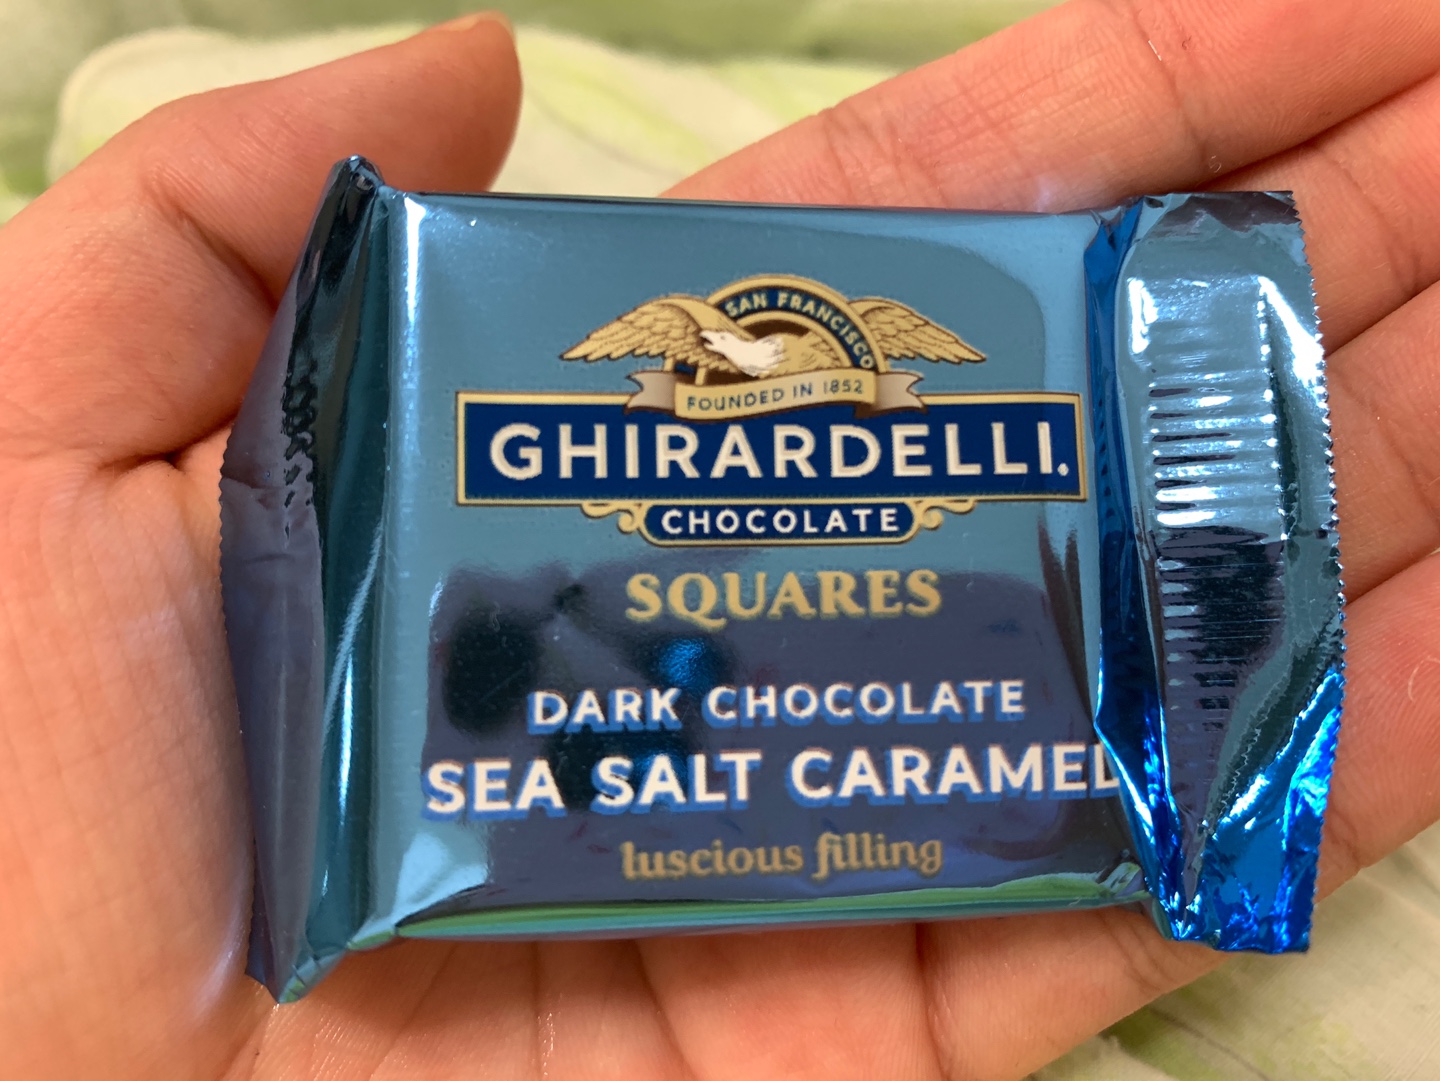 SAN FRANCISCO
FOUNDED IN 1852
GHIRARDELLI.
CHOCOLATE
SQUARES
DARK CHOCOLATE
SEA SALT CARAMEL
luscious filling